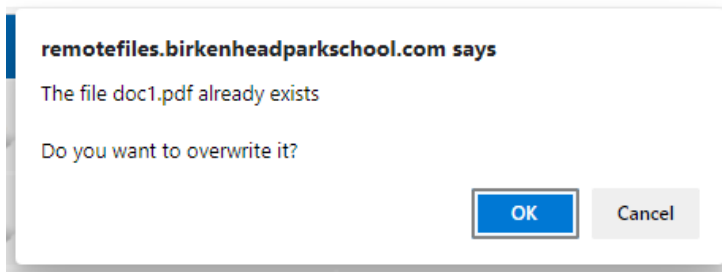 remotefiles.birkenheadparkschool.com says
The file doc1.pdf already exists
Do you want to overwrite it?
OK
Cancel